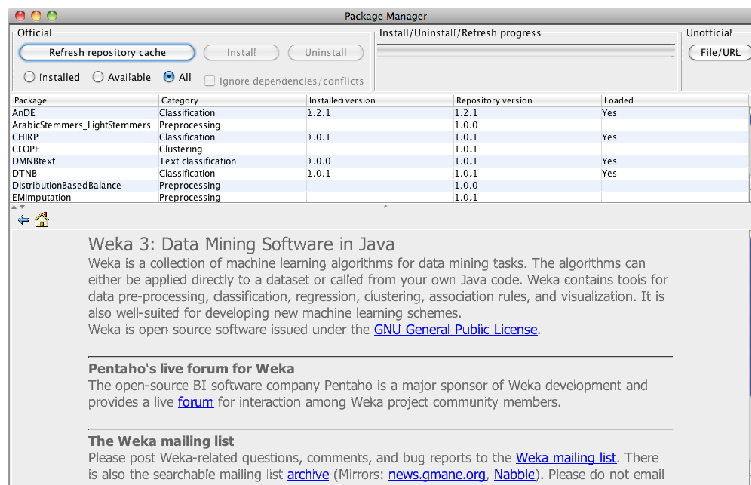 Package Manager
Official
Install/Uninstall/Refresh progress
Unofficial
Refresh repository cache
Install
Uninstall
File/URL
Installed
Available
All
Ignore dependencies/conflicts
Package Category Installed version Repository version Loaded
AnDE Classification 1.2.1 1.2.1 Yes
ArabicStemmers_LightStemmers Preprocessing 1.0.0
CHIRP Classification 1.0.1 1.0.1 Yes
CLOPE Clustering 1.0.1
DMNBtext Text classification 1.0.0 1.0.1 Yes
DTNB Classification 1.0.1 1.0.1 Yes
DistributionBasedBalance Preprocessing 1.0.0
EMImputation Preprocessing 1.0.1
Weka 3: Data Mining Software in Java
Weka is a collection of machine learning algorithms for data mining tasks. The algorithms can
either be applied directly to a dataset or called from your own Java code. Weka contains tools for
data pre-processing, classification, regression, clustering, association rules, and visualization. It is
also well-suited for developing new machine learning schemes.
Weka is open source software issued under the GNU General Public License.
Pentaho's live forum for Weka
The open-source BI software company Pentaho is a major sponsor of Weka development and
provides a live forum for interaction among Weka project community members.
The Weka mailing list
Please post Weka-related questions, comments, and bug reports to the Weka mailing list. There
is also the searchable mailing list archive (Mirrors: news.gmane.org, Nabble). Please do not email